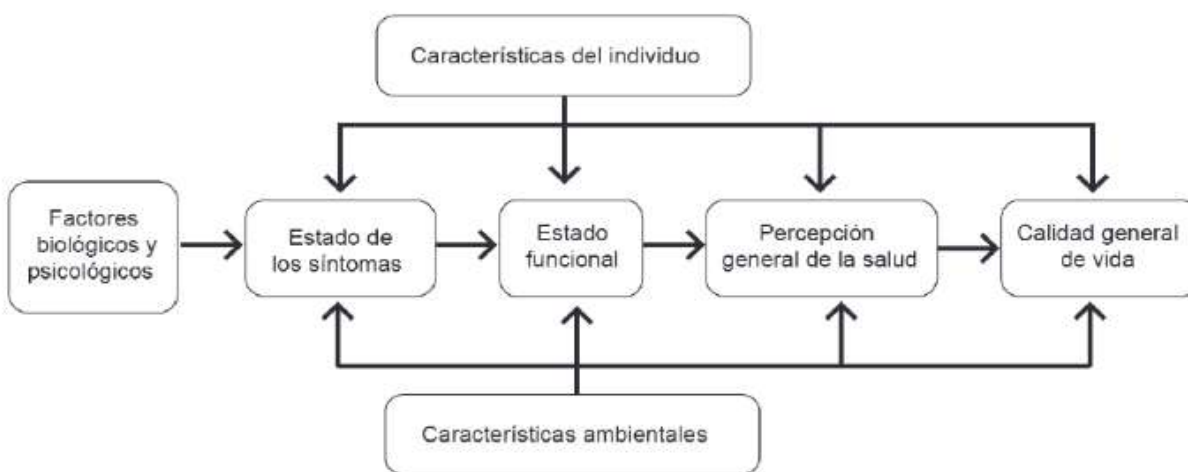 Características del individuo
Factores
biológicos y
psicológicos
Estado de
los síntomas
Estado
funcional
Percepción
general de la salud
Calidad general
de vida
Características ambientales